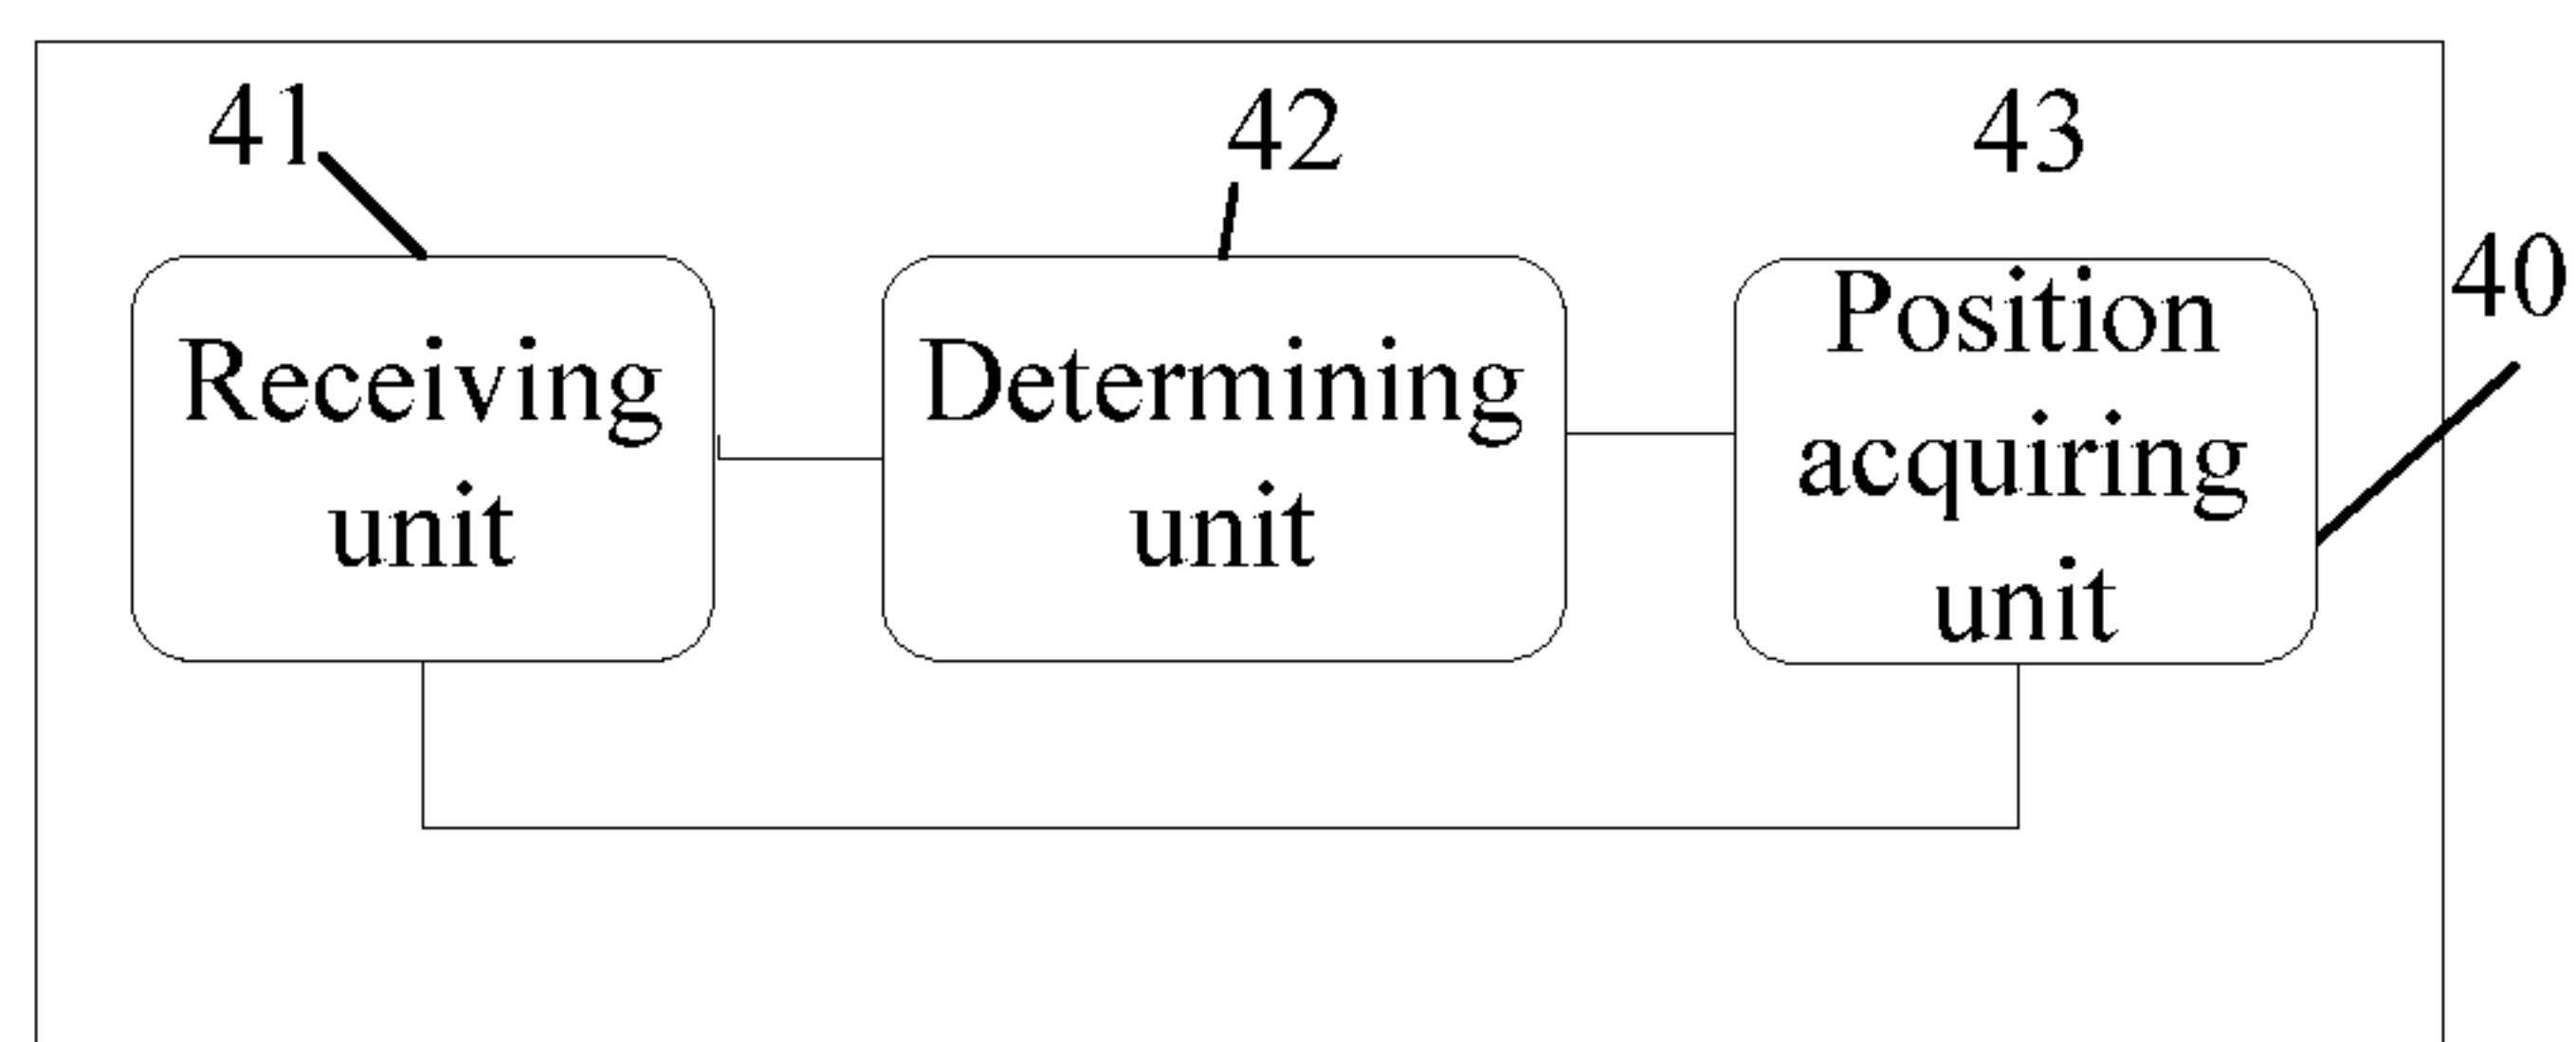 41
42
43
40
Receiving
unit
Determining
unit
Position
acquiring
unit